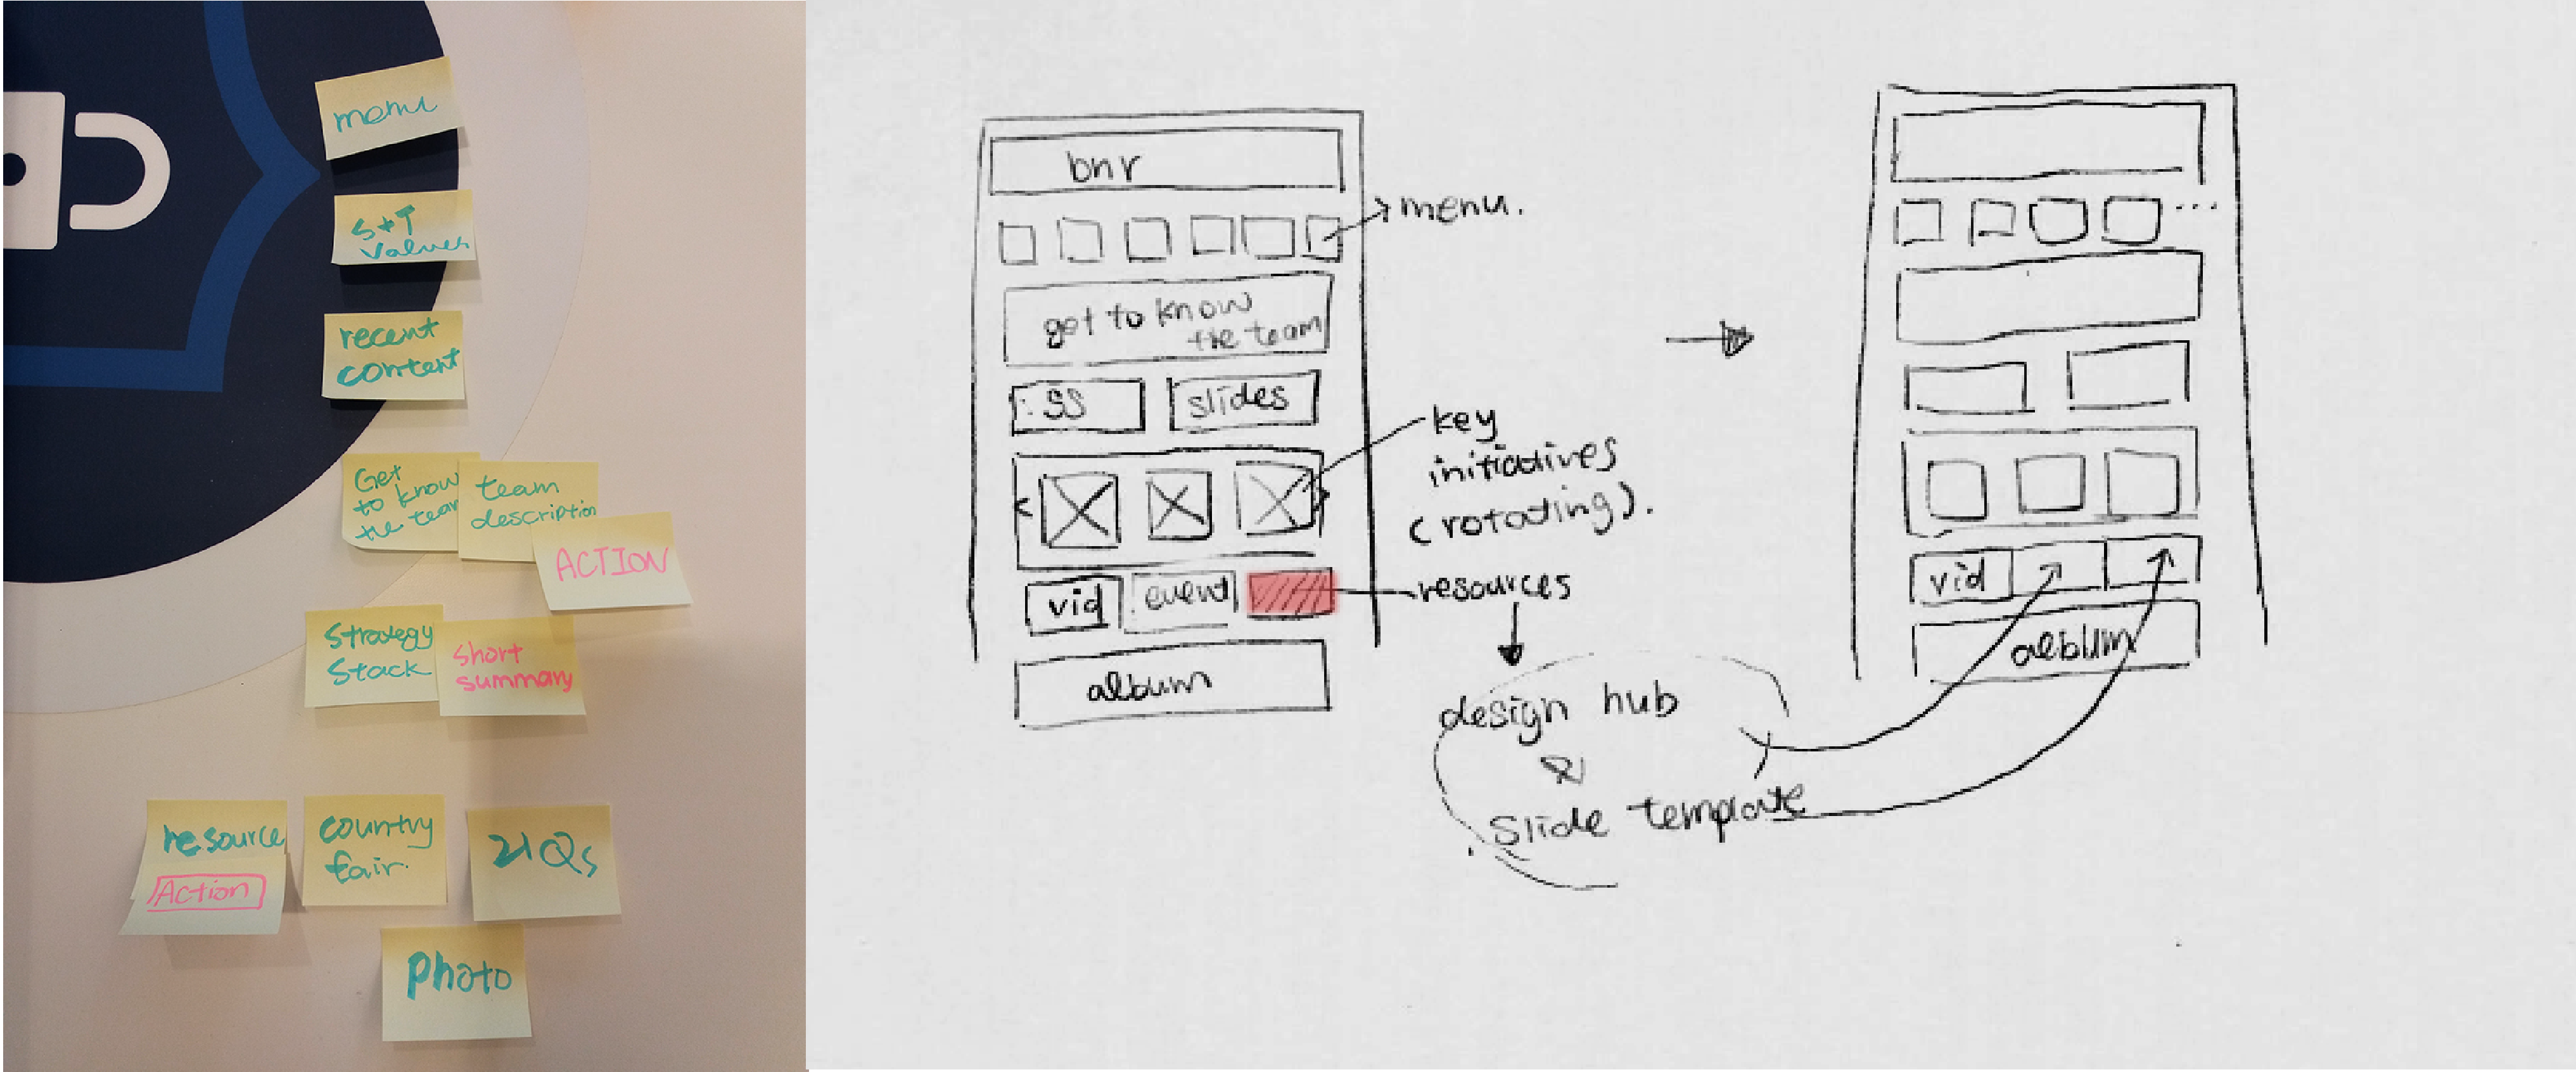 menu
S+T
values
recent
content
Get
to know
the team
team
description
ACTION
Strategy
Stack
Short
summary
resource
Action
country
fair
21Qs
photo
bnr
menu.
get to know
the team
SS
slides
key
initiatives
(rotating).
vid
event
resources
album
design hub
&
Slide template
vid
album